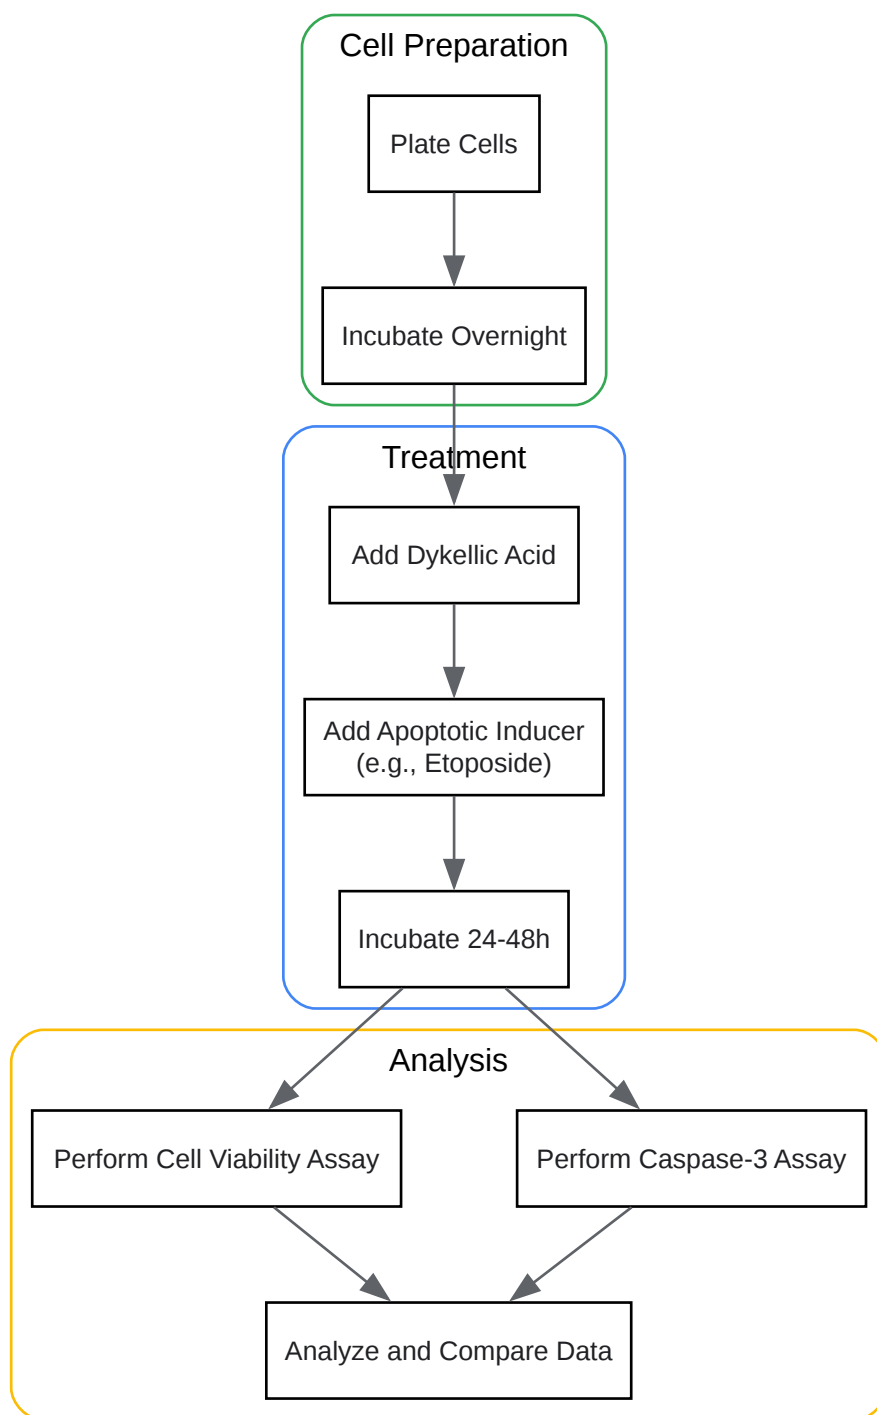 Cell Preparation
Plate Cells
Incubate Overnight
Treatment
Add Dykellic Acid
Add Apoptotic Inducer
(e.g., Etoposide)
Incubate 24-48h
Analysis
Perform Cell Viability Assay
Perform Caspase-3 Assay
Analyze and Compare Data